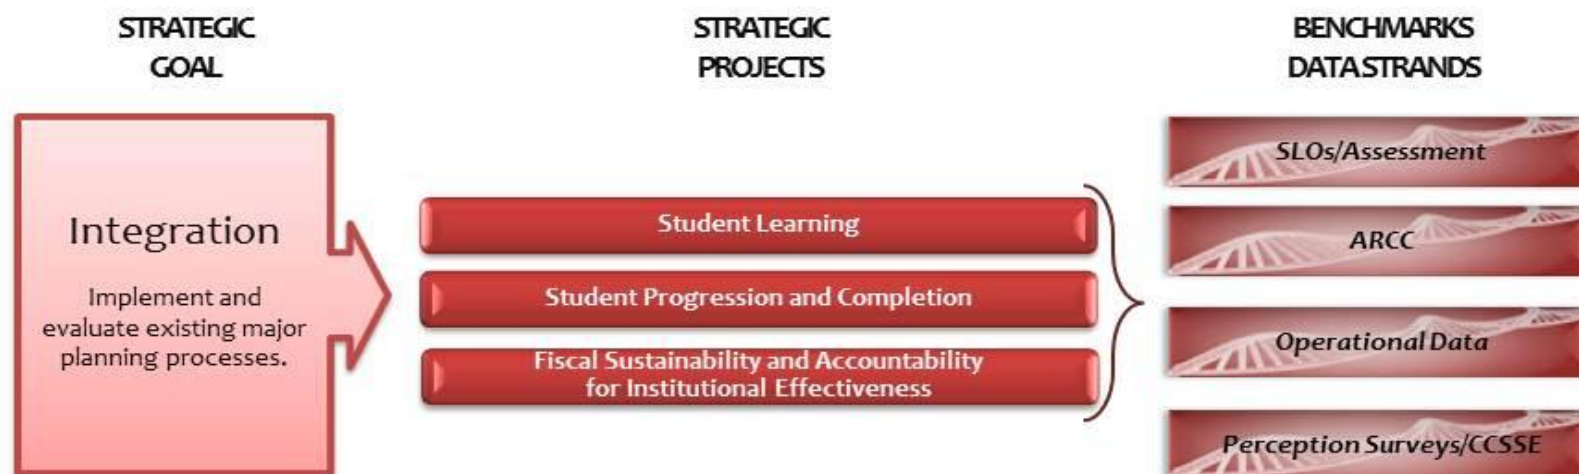 STRATEGIC
GOAL
STRATEGIC
PROJECTS
BENCHMARKS
DATA STRANDS
Integration
Implement and
evaluate existing major
planning processes.
Student Learning
Student Progression and Completion
Fiscal Sustainability and Accountability
for Institutional Effectiveness
SLOs/Assessment
ARCC
Operational Data
Perception Surveys/CCSSE